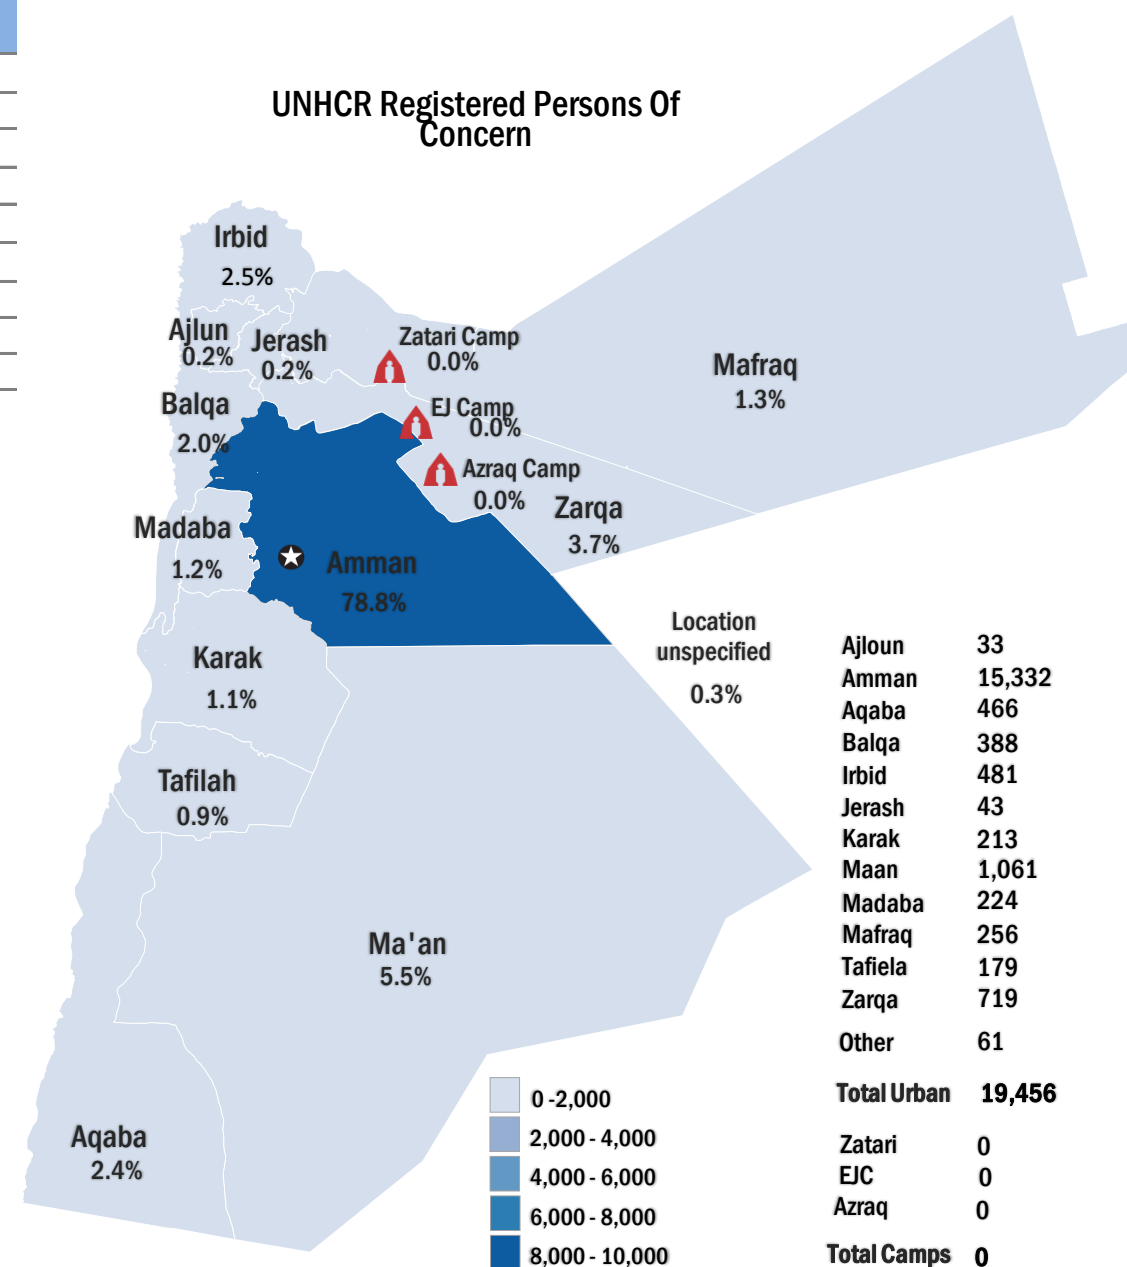 UNHCR Registered Persons Of
Concern
Irbid
2.5%
Ajlun
0.2%
Jerash
0.2%
Zatari Camp
0.0%
Mafraq
1.3%
Balqa
2.0%
EJ Camp
0.0%
Azraq Camp
0.0%
Zarqa
3.7%
Madaba
1.2%
Amman
78.8%
Location
unspecified
0.3%
Karak
1.1%
Tafilah
0.9%
Ma'an
5.5%
Aqaba
2.4%
0 -2,000
2,000 - 4,000
4,000 - 6,000
6,000 - 8,000
8,000 - 10,000
Ajloun 33
Amman 15,332
Aqaba 466
Balqa 388
Irbid 481
Jerash 43
Karak 213
Maan 1,061
Madaba 224
Mafraq 256
Tafiela 179
Zarqa 719
Other 61
Total Urban 19,456
Zatari 0
EJC 0
Azraq 0
Total Camps 0